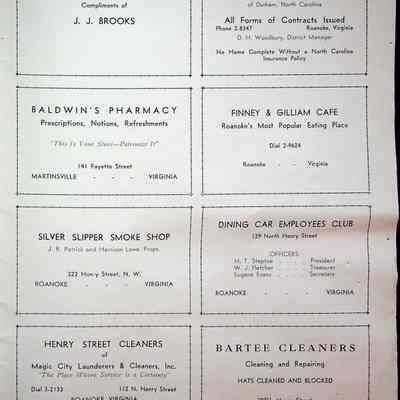 Compliments of
J. J. BROOKS
of Durham, North Carolina
All Forms of Contracts Issued
Phone 2-8347 Roanoke, Virginia
D. H. Woodbury, District Manager
No Home Complete Without a North Carolina
Insurance Policy
BALDWIN'S PHARMACY
Prescriptions, Notions, Refreshments
"This Is Your Store—Patronize It"
141 Fayette Street
MARTINSVILLE - - - VIRGINIA
FINNEY & GILLIAM CAFE
Roanoke's Most Popular Eating Place
Dial 2-9624
Roanoke - - Virginia
SILVER SLIPPER SMOKE SHOP
J. R. Patrick and Harrison Lowe, Props.
322 Henry Street, N. W.
ROANOKE - - - VIRGINIA
DINING CAR EMPLOYEES CLUB
139 North Henry Street
OFFICERS:
H. T. Steptoe . . . . President
W. J. Fletcher . . . . Treasurer
Eugene Evans . . . . Secretary
ROANOKE - - - VIRGINIA
HENRY STREET CLEANERS
of
Magic City Launderers & Cleaners, Inc.
"The Place Where Service Is a Certainty"
Dial 3-2133 112 N. Henry Street
ROANOKE, VIRGINIA
BARTEE CLEANERS
Cleaning and Repairing
HATS CLEANED AND BLOCKED
Henry Street